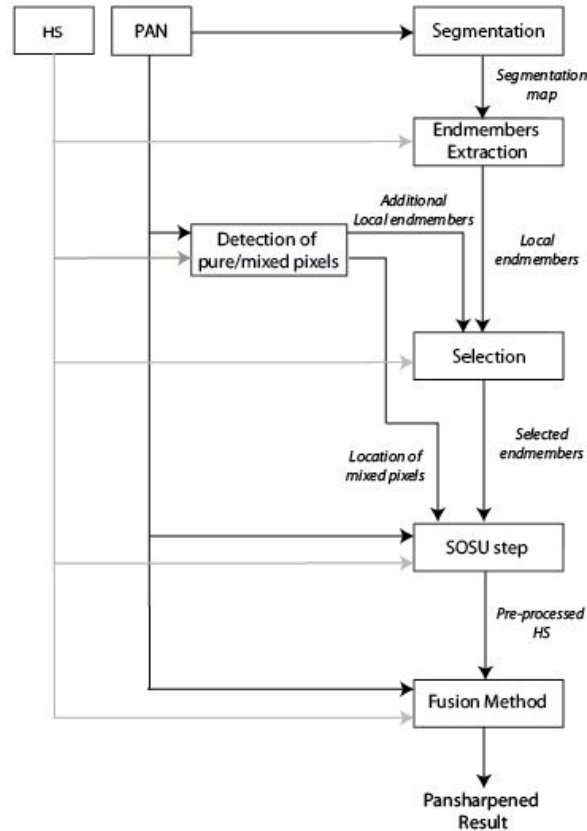 HS
PAN
Segmentation
Segmentation
map
Endmembers
Extraction
Additional
Local endmembers
Detection of
pure/mixed pixels
Local
endmembers
Selection
Location of
mixed pixels
Selected
endmembers
SOSU step
Pre-processed
HS
Fusion Method
Pansharpened
Result